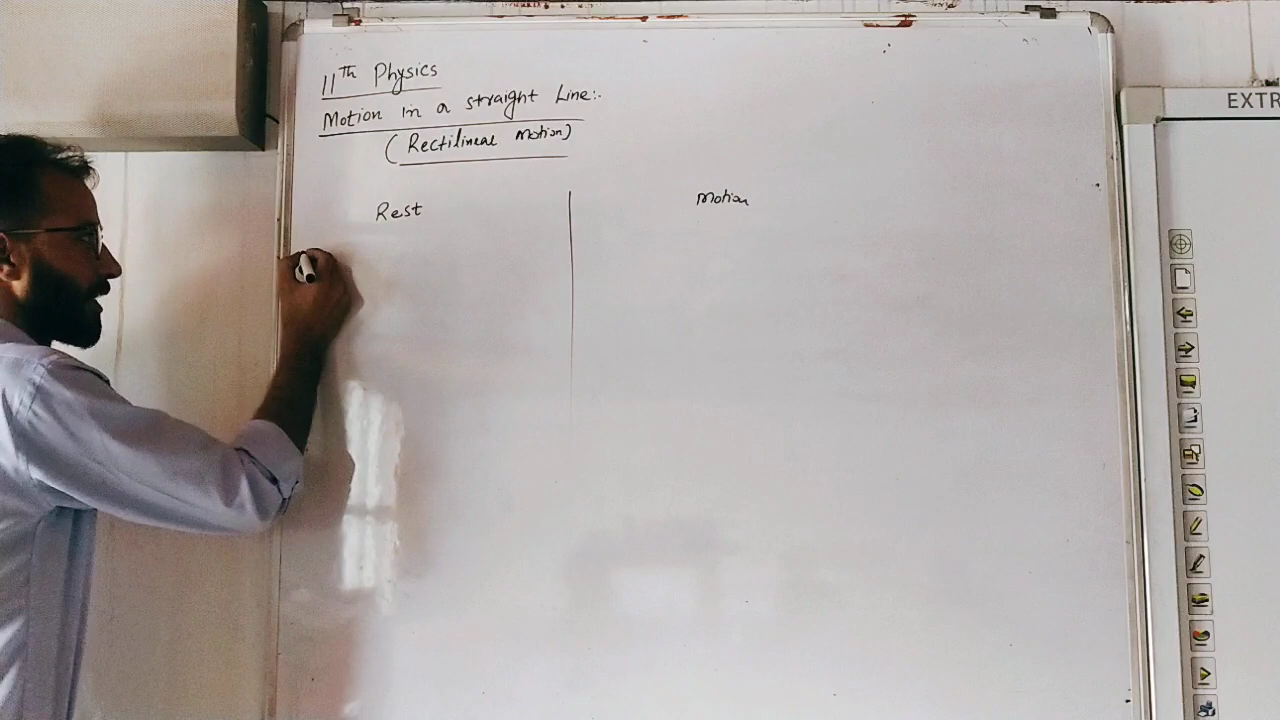 11th Physics
Motion in a straight Line:-
(Rectilinear Motion)
Rest
Motion
EXTR